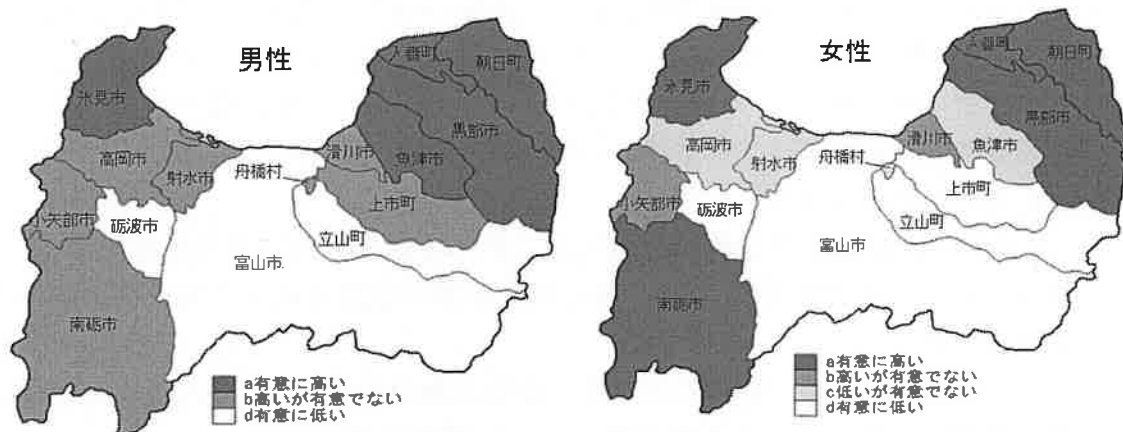 男性
入善町
朝日町
氷見市
黒部市
高岡市
滑川市
魚津市
射水市
舟橋村
上市町
小矢部市
砺波市
立山町
富山市
南砺市
a有意に高い
b高いが有意でない
d有意に低い
女性
入善町
朝日町
氷見市
黒部市
高岡市
滑川市
魚津市
射水市
舟橋村
上市町
小矢部市
砺波市
立山町
富山市
南砺市
a有意に高い
b高いが有意でない
c低いが有意でない
d有意に低い